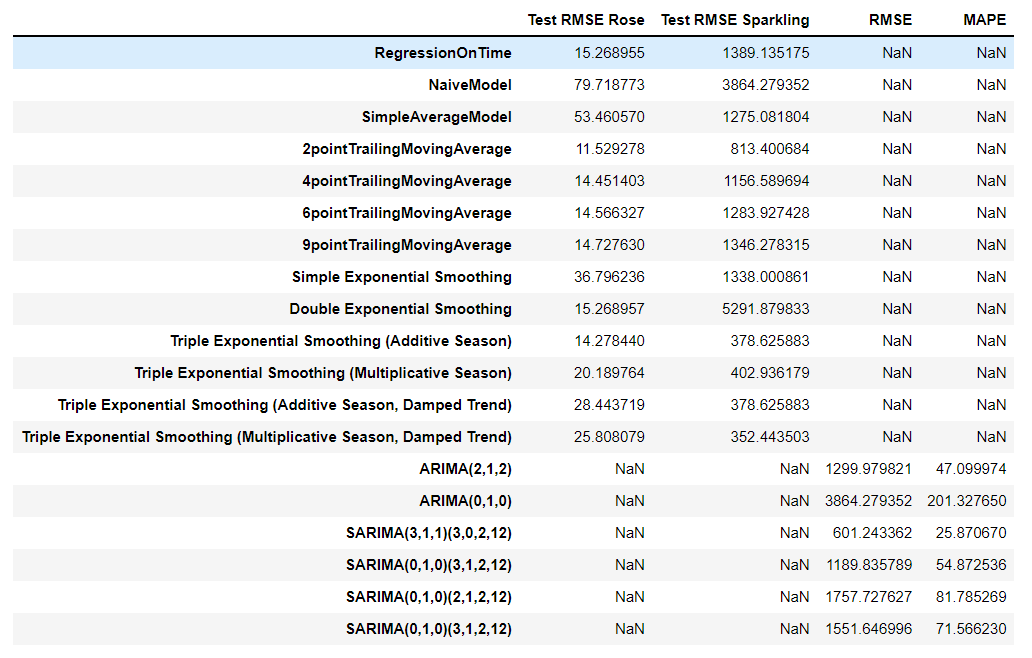 Test RMSE Rose Test RMSE Sparkling RMSE MAPE
RegressionOnTime 15.268955 1389.135175 NaN NaN
NaiveModel 79.718773 3864.279352 NaN NaN
SimpleAverageModel 53.460570 1275.081804 NaN NaN
2pointTrailingMovingAverage 11.529278 813.400684 NaN NaN
4pointTrailingMovingAverage 14.451403 1156.589694 NaN NaN
6pointTrailingMovingAverage 14.566327 1283.927428 NaN NaN
9pointTrailingMovingAverage 14.727630 1346.278315 NaN NaN
Simple Exponential Smoothing 36.796236 1338.000861 NaN NaN
Double Exponential Smoothing 15.268957 5291.879833 NaN NaN
Triple Exponential Smoothing (Additive Season) 14.278440 378.625883 NaN NaN
Triple Exponential Smoothing (Multiplicative Season) 20.189764 402.936179 NaN NaN
Triple Exponential Smoothing (Additive Season, Damped Trend) 28.443719 378.625883 NaN NaN
Triple Exponential Smoothing (Multiplicative Season, Damped Trend) 25.808079 352.443503 NaN NaN
ARIMA(2,1,2) NaN NaN 1299.979821 47.099974
ARIMA(0,1,0) NaN NaN 3864.279352 201.327650
SARIMA(3,1,1)(3,0,2,12) NaN NaN 601.243362 25.870670
SARIMA(0,1,0)(3,1,2,12) NaN NaN 1189.835789 54.872536
SARIMA(0,1,0)(2,1,2,12) NaN NaN 1757.727627 81.785269
SARIMA(0,1,0)(3,1,2,12) NaN NaN 1551.646996 71.566230